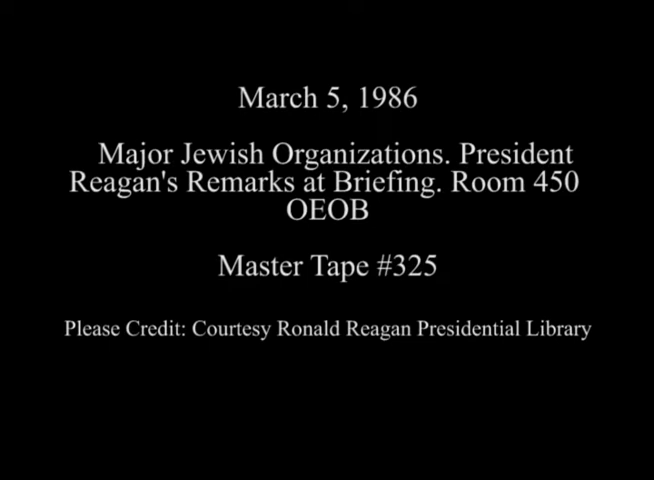 March 5, 1986
Major Jewish Organizations. President
Reagan's Remarks at Briefing. Room 450
OEOB
Master Tape #325
Please Credit: Courtesy Ronald Reagan Presidential Library